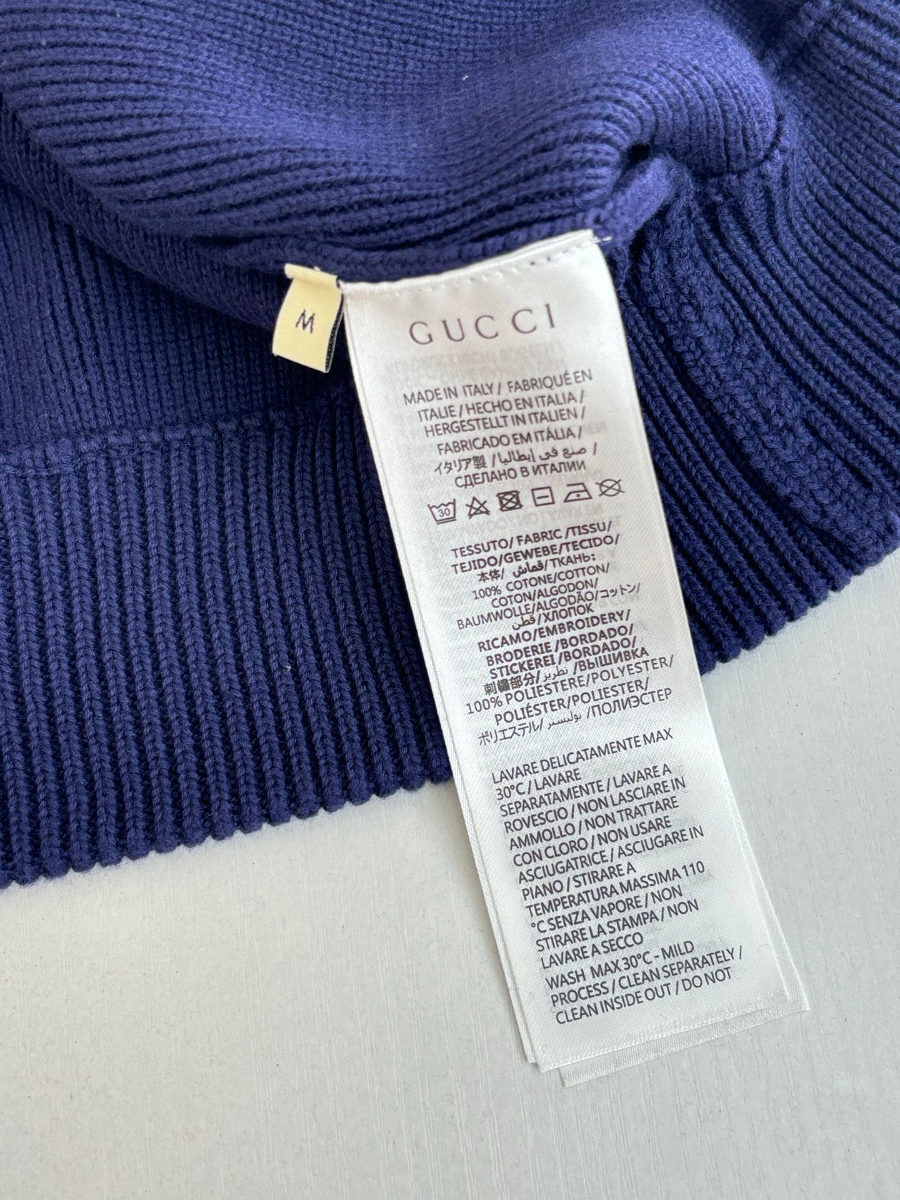 M
GUCCI
MADE IN ITALY / FABRIQUÉ EN
ITALIE / HECHO EN ITALIA /
HERGESTELLT IN ITALIEN /
FABRICADO EM ITÁLIA /
イタリア製 / صنع في إيطاليا /
СДЕЛАНО В ИТАЛИИ
30
TESSUTO/ FABRIC /TISSU/
TEJIDO/GEWEBE/TECIDO/
本体/ قماش /ТКАНЬ:
100% COTONE/COTTON/
COTON/ALGODON/
BAUMWOLLE/ALGODÃO/コットン/
قطن/ХЛОПОК
RICAMO/EMBROIDERY/
BRODERIE /BORDADO/
STICKEREI /BORDADO/
刺繍部分/ تطريز /ВЫШИВКА
100% POLIESTERE/POLYESTER/
POLIÉSTER/POLIESTER/
ポリエステル/ بوليستر /ПОЛИЭСТЕР
LAVARE DELICATAMENTE MAX
30°C / LAVARE
SEPARATAMENTE / LAVARE A
ROVESCIO / NON LASCIARE IN
AMMOLLO / NON TRATTARE
CON CLORO / NON USARE
ASCIUGATRICE / ASCIUGARE IN
PIANO / STIRARE A
TEMPERATURA MASSIMA 110
°C SENZA VAPORE / NON
STIRARE LA STAMPA / NON
LAVARE A SECCO
WASH MAX 30°C - MILD
PROCESS / CLEAN SEPARATELY /
CLEAN INSIDE OUT / DO NOT